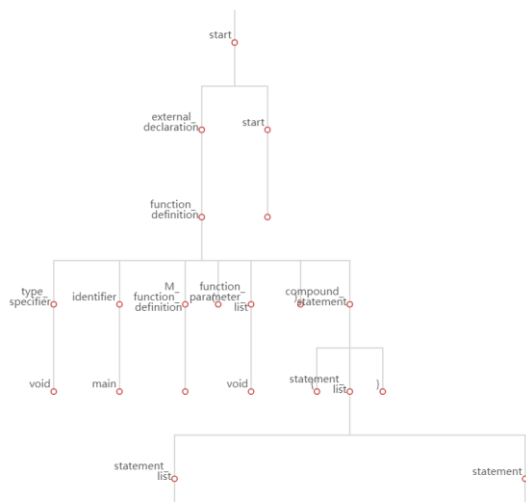 start
external_
declaration
start
function_
definition
type_
specifier
identifier
M_
function_
definition
function_
parameter_
list
compound_
statement
void
main
void
{
statement_
list
}
statement_
list
statement